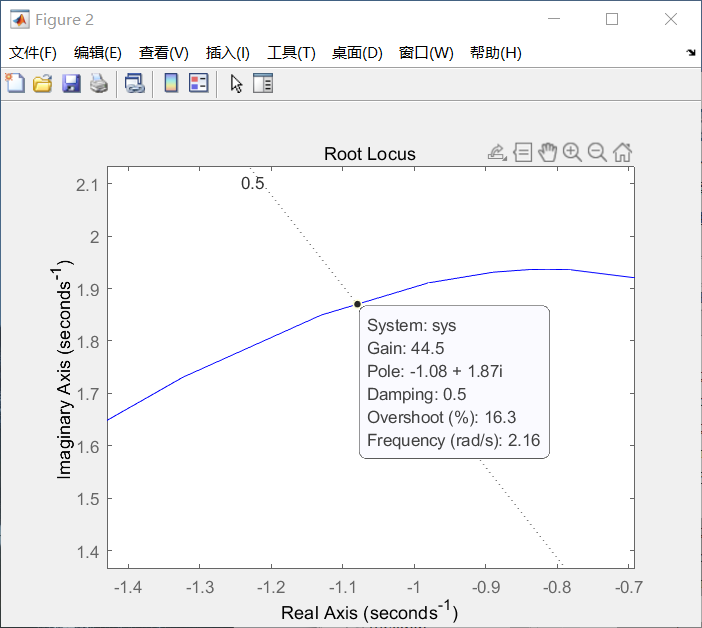 Figure 2
文件(F) 编辑(E) 查看(V) 插入(I) 工具(T) 桌面(D) 窗口(W) 帮助(H)
Root Locus
0.5
2.1
2
1.9
1.8
1.7
1.6
1.5
1.4
Imaginary Axis (seconds-1)
System: sys
Gain: 44.5
Pole: -1.08 + 1.87i
Damping: 0.5
Overshoot (%): 16.3
Frequency (rad/s): 2.16
-1.4 -1.3 -1.2 -1.1 -1 -0.9 -0.8 -0.7
Real Axis (seconds-1)